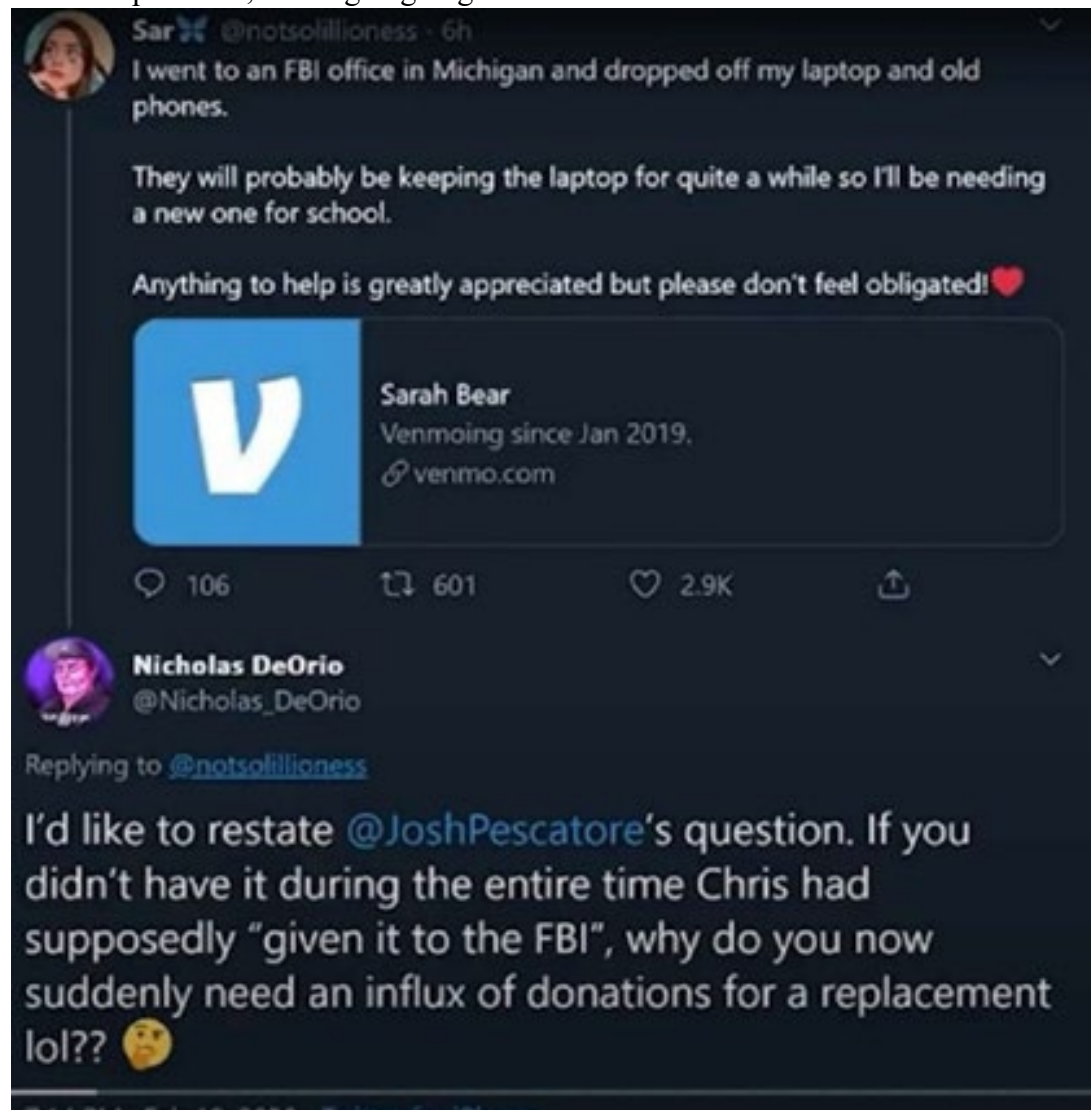 Sar @notsolillioness · 6h
I went to an FBI office in Michigan and dropped off my laptop and old
phones.
They will probably be keeping the laptop for quite a while so I'll be needing
a new one for school.
Anything to help is greatly appreciated but please don't feel obligated!
Sarah Bear
Venmoing since Jan 2019.
venmo.com
106 601 2.9K
Nicholas DeOrio
@Nicholas_DeOrio
Replying to @notsolillioness
I'd like to restate @JoshPescatore's question. If you
didn't have it during the entire time Chris had
supposedly "given it to the FBI", why do you now
suddenly need an influx of donations for a replacement
lol??